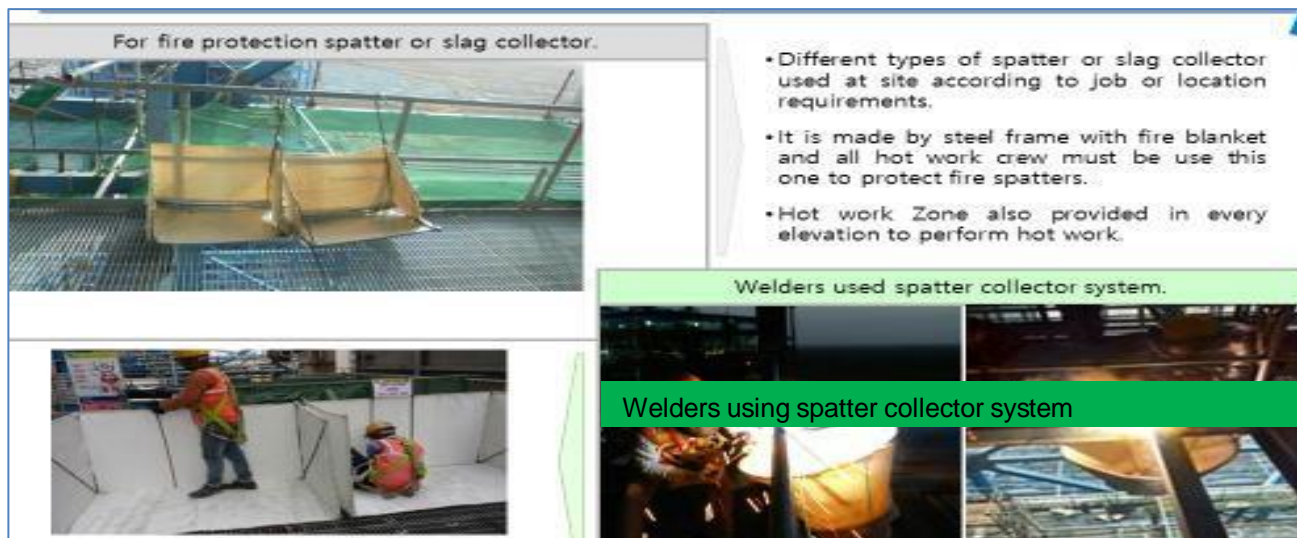 For fire protection spatter or slag collector.
• Different types of spatter or slag collector
used at site according to job or location
requirements.
• It is made by steel frame with fire blanket
and all hot work crew must be use this
one to protect fire spatters.
• Hot work Zone also provided in every
elevation to perform hot work.
Welders used spatter collector system.
Welders using spatter collector system